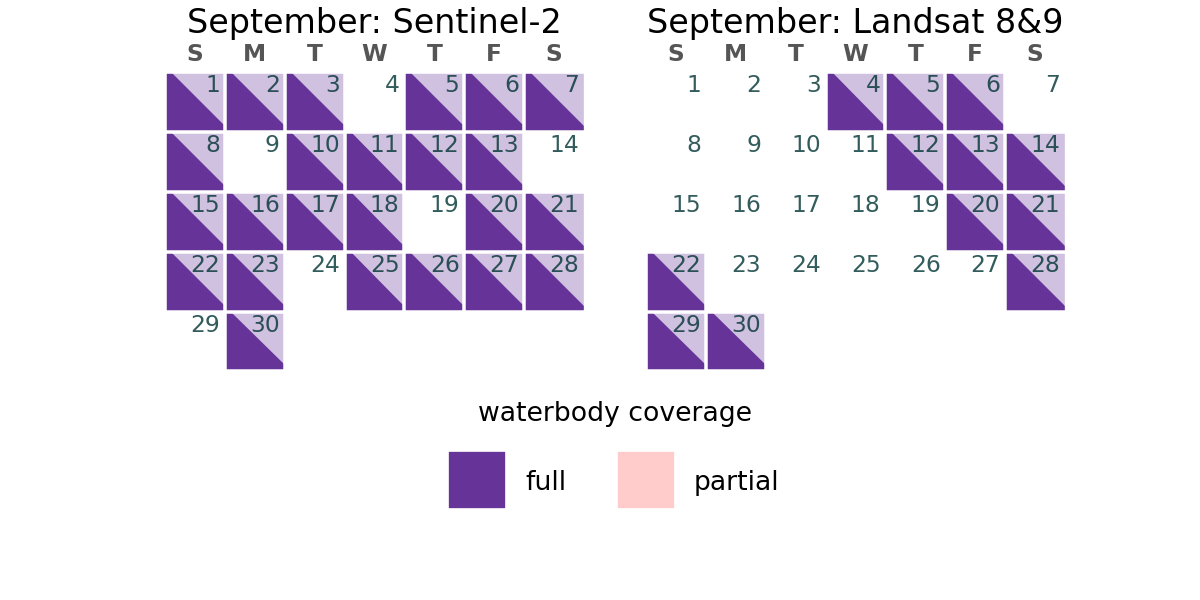 September: Sentinel-2
S M T W T F S
1 2 3 4 5 6 7
8 9 10 11 12 13 14
15 16 17 18 19 20 21
22 23 24 25 26 27 28
29 30
September: Landsat 8&9
S M T W T F S
1 2 3 4 5 6 7
8 9 10 11 12 13 14
15 16 17 18 19 20 21
22 23 24 25 26 27 28
29 30
waterbody coverage
full partial